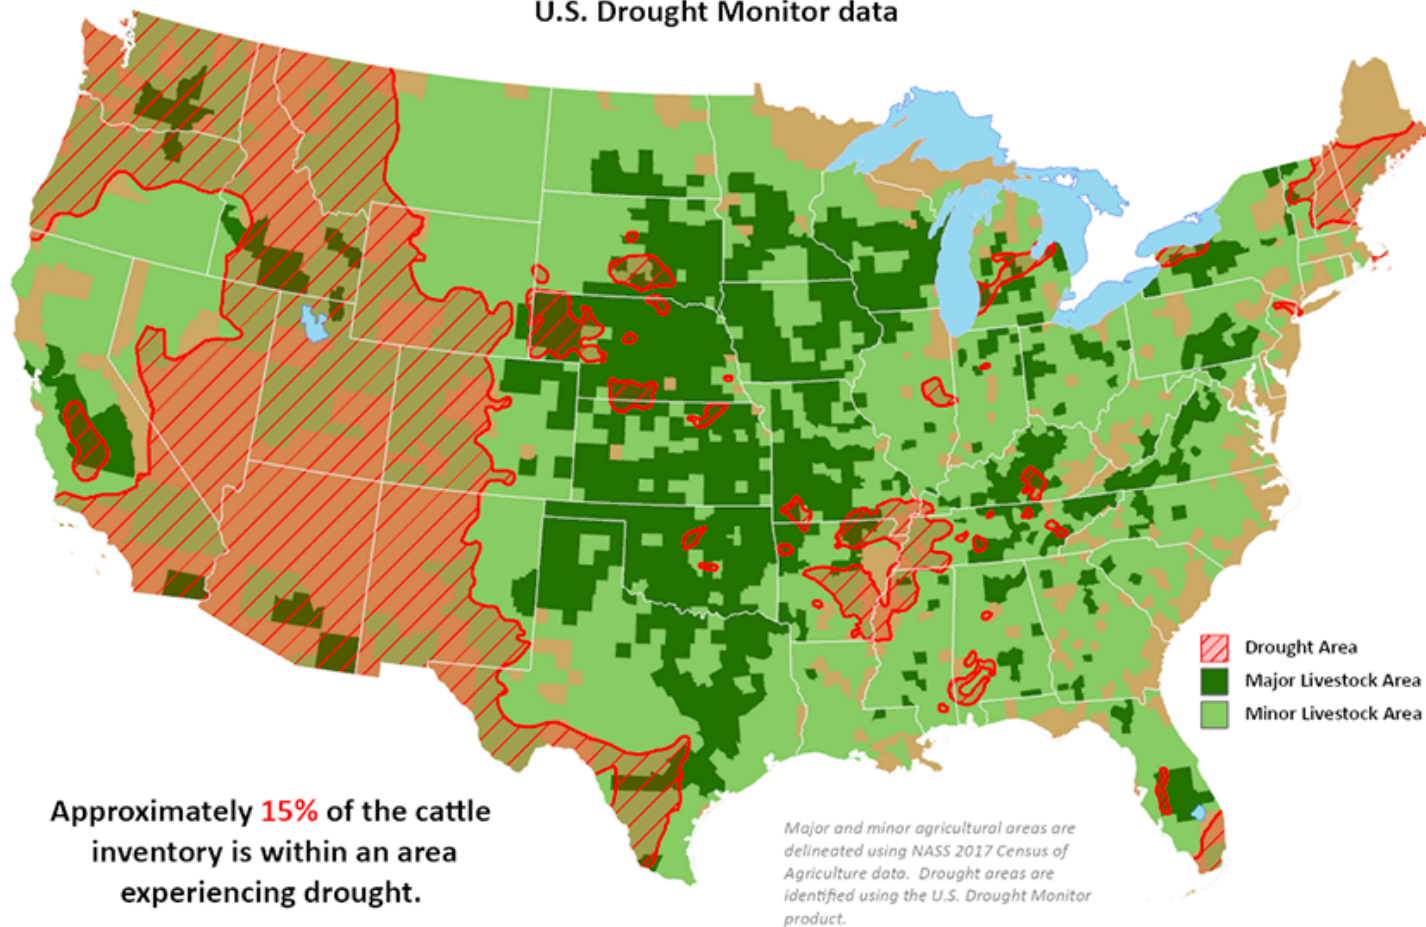 U.S. Drought Monitor data
Drought Area
Major Livestock Area
Minor Livestock Area
Approximately 15% of the cattle
inventory is within an area
experiencing drought.
Major and minor agricultural areas are
delineated using NASS 2017 Census of
Agriculture data. Drought areas are
identified using the U.S. Drought Monitor
product.